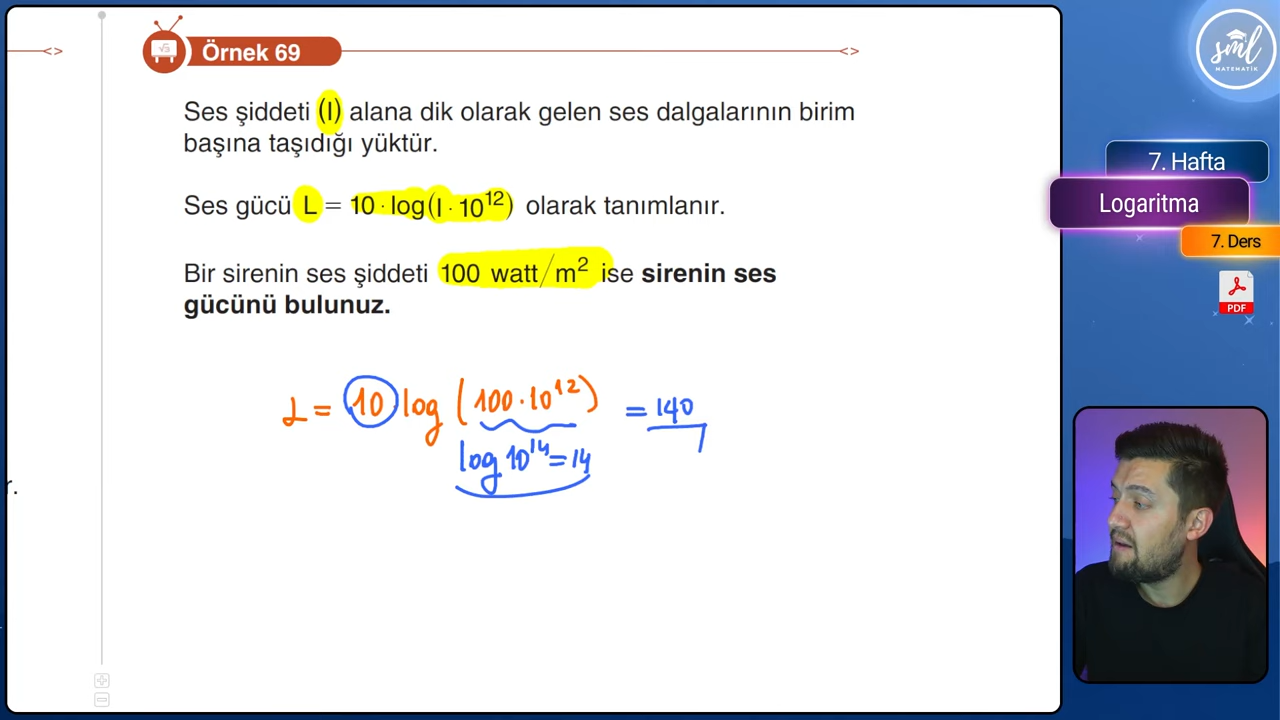 Örnek 69
Ses şiddeti (I) alana dik olarak gelen ses dalgalarının birim
başına taşıdığı yüktür.
Ses gücü L = 10 · log(I · 10¹²) olarak tanımlanır.
Bir sirenin ses şiddeti 100 watt/m² ise sirenin ses
gücünü bulunuz.
L = 10 log (100 · 10¹²) = 140
log 10¹⁴ = 14
r.
sml
MATEMATİK
7. Hafta
Logaritma
7. Ders
PDF